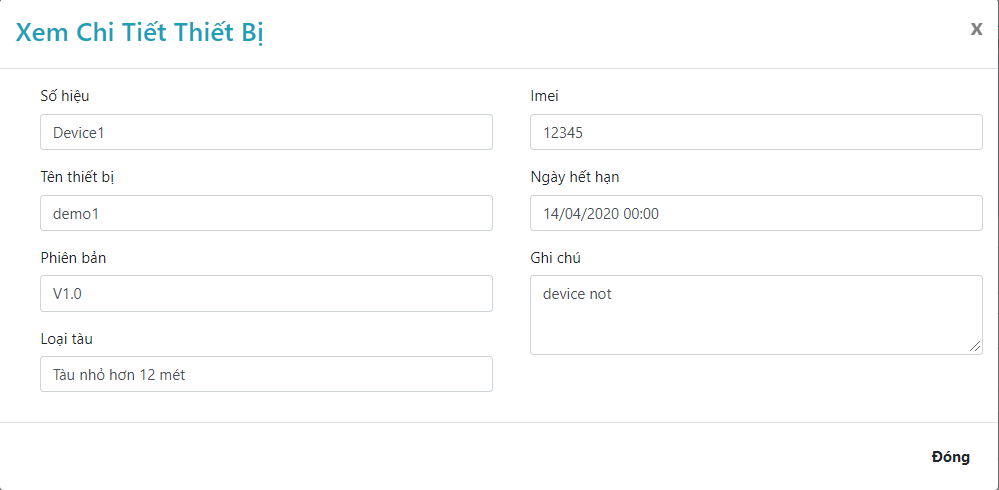 Xem Chi Tiết Thiết Bị
x
Số hiệu
Device1
Tên thiết bị
demo1
Phiên bản
V1.0
Loại tàu
Tàu nhỏ hơn 12 mét
Imei
12345
Ngày hết hạn
14/04/2020 00:00
Ghi chú
device not
Đóng